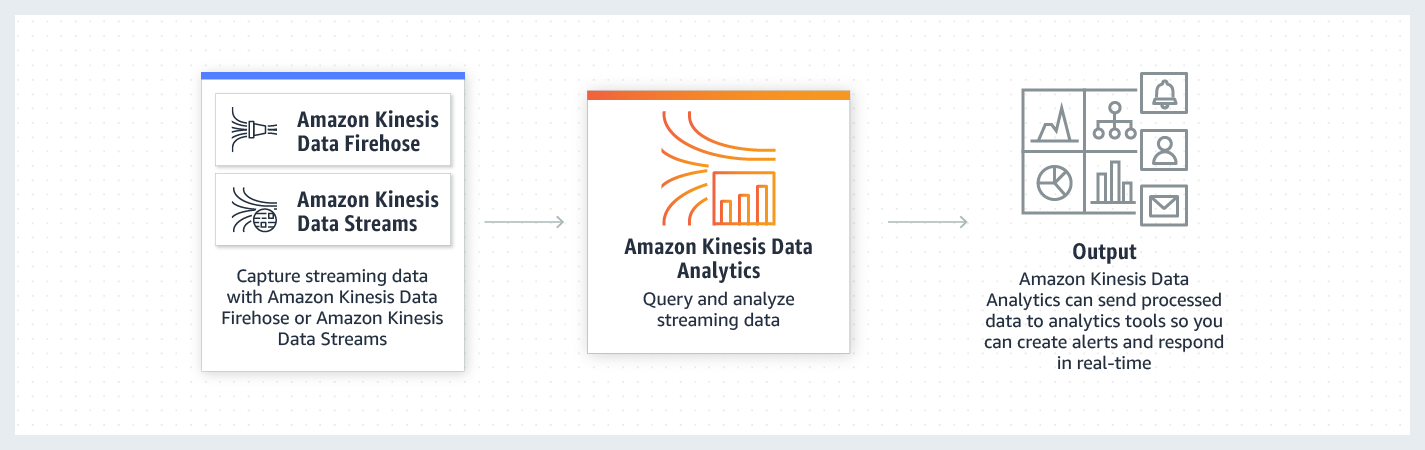 Amazon Kinesis
Data Firehose
Amazon Kinesis
Data Streams
Capture streaming data
with Amazon Kinesis Data
Firehose or Amazon Kinesis
Data Streams
Amazon Kinesis Data
Analytics
Query and analyze
streaming data
Output
Amazon Kinesis Data
Analytics can send processed
data to analytics tools so you
can create alerts and respond
in real-time